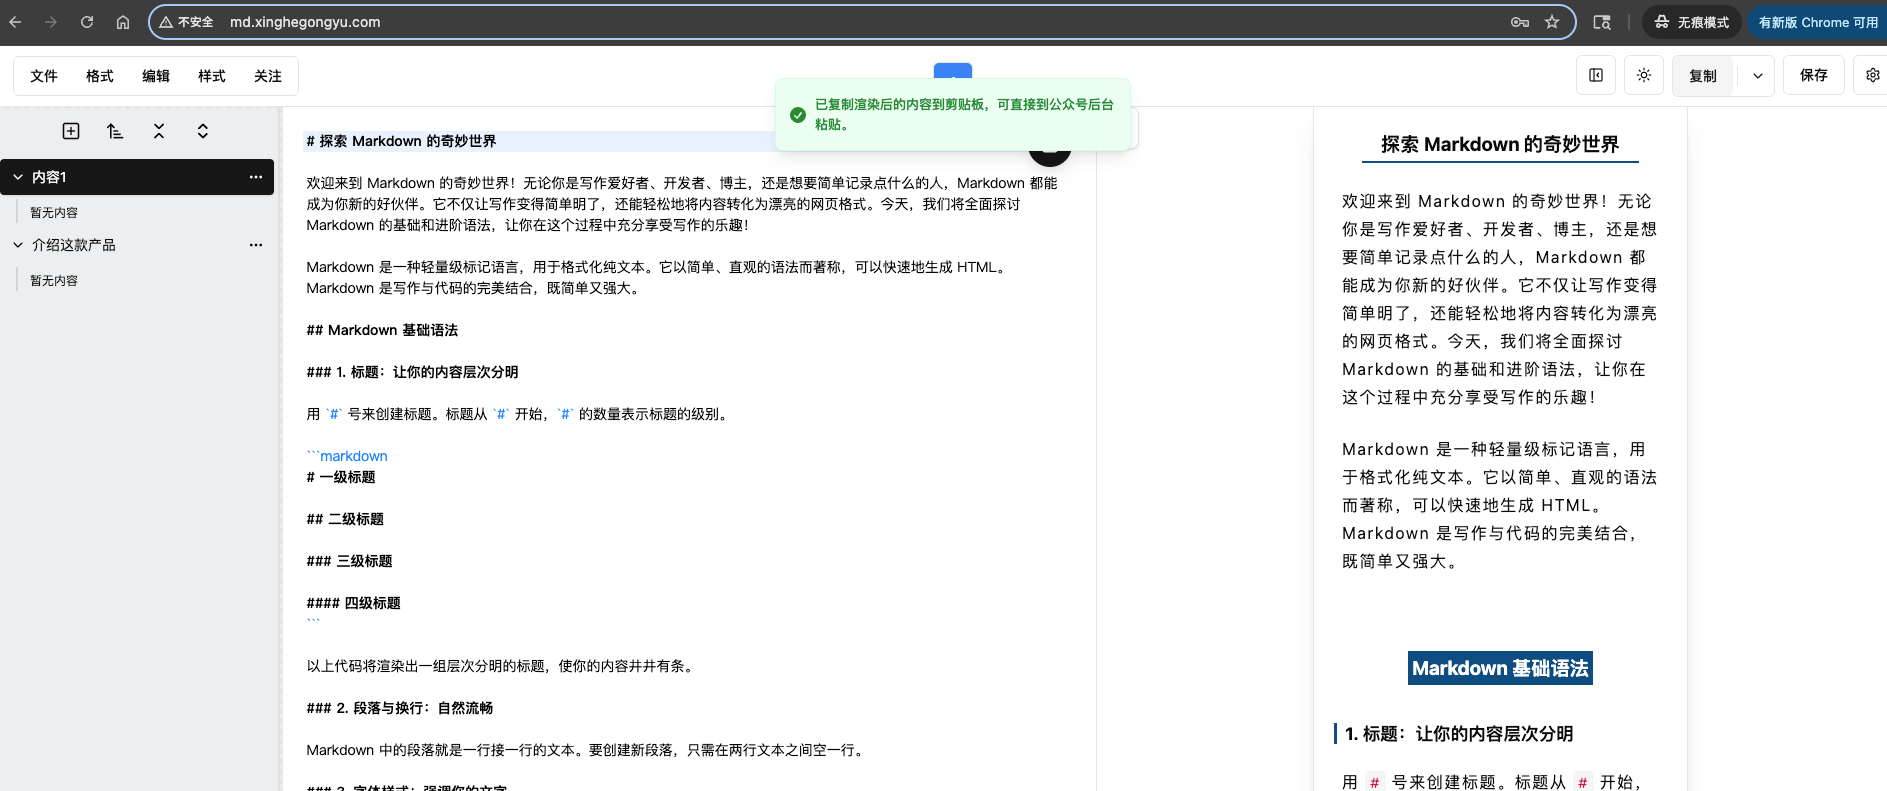 不安全 md.xinghegongyu.com 无痕模式 有新版 Chrome 可用
文件 格式 编辑 样式 关注
复制 保存
已复制渲染后的内容到剪贴板，可直接到公众号后台
粘贴。
内容1
暂无内容
介绍这款产品
暂无内容
# 探索 Markdown 的奇妙世界
欢迎来到 Markdown 的奇妙世界！无论你是写作爱好者、开发者、博主，还是想要简单记录点什么的人，Markdown 都能
成为你新的好伙伴。它不仅让写作变得简单明了，还能轻松地将内容转化为漂亮的网页格式。今天，我们将全面探讨
Markdown 的基础和进阶语法，让你在这个过程中充分享受写作的乐趣！
Markdown 是一种轻量级标记语言，用于格式化纯文本。它以简单、直观的语法而著称，可以快速地生成 HTML。
Markdown 是写作与代码的完美结合，既简单又强大。
## Markdown 基础语法
### 1. 标题：让你的内容层次分明
用 `#` 号来创建标题。标题从 `#` 开始，`#` 的数量表示标题的级别。
```markdown
# 一级标题
## 二级标题
### 三级标题
#### 四级标题
```
以上代码将渲染出一组层次分明的标题，使你的内容井井有条。
### 2. 段落与换行：自然流畅
Markdown 中的段落就是一行接一行的文本。要创建新段落，只需在两行文本之间空一行。
### 3. 字体样式：强调你的文字
探索 Markdown 的奇妙世界
欢迎来到 Markdown 的奇妙世界！无论
你是写作爱好者、开发者、博主，还是想
要简单记录点什么的人，Markdown 都
能成为你新的好伙伴。它不仅让写作变得
简单明了，还能轻松地将内容转化为漂亮
的网页格式。今天，我们将全面探讨
Markdown 的基础和进阶语法，让你在
这个过程中充分享受写作的乐趣！
Markdown 是一种轻量级标记语言，用
于格式化纯文本。它以简单、直观的语法
而著称，可以快速地生成 HTML。
Markdown 是写作与代码的完美结合，
既简单又强大。
Markdown 基础语法
1. 标题：让你的内容层次分明
用 # 号来创建标题。标题从 # 开始，